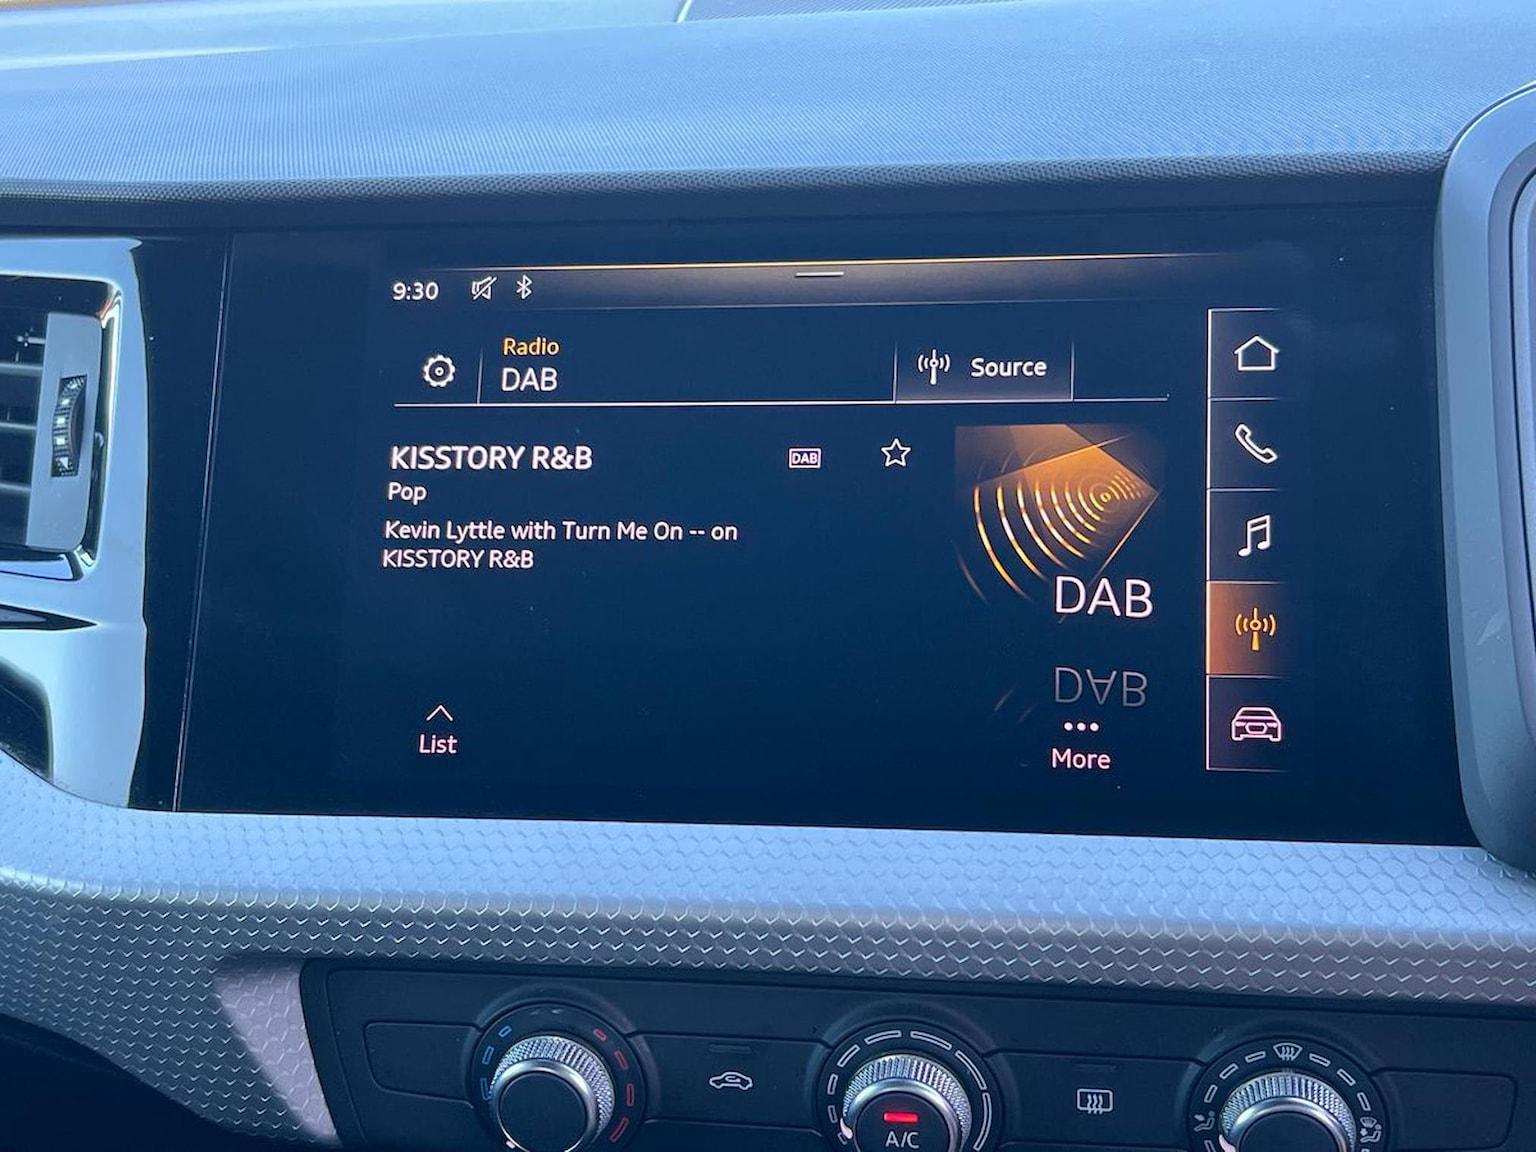 9:30
Radio
DAB
Source
KISSTORY R&B
DAB
Pop
Kevin Lyttle with Turn Me On -- on
KISSTORY R&B
DAB
DAB
List
More
A/C